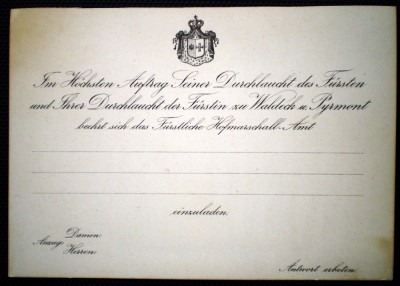 Im Höchsten Auftrag Seiner Durchlaucht des Fürsten
und Ihrer Durchlaucht der Fürstin zu Waldeck u. Pyrmont
beehrt sich das Fürstliche Hofmarschall-Amt
einzuladen.
Anzug: Damen:
Herren:
Antwort erbeten